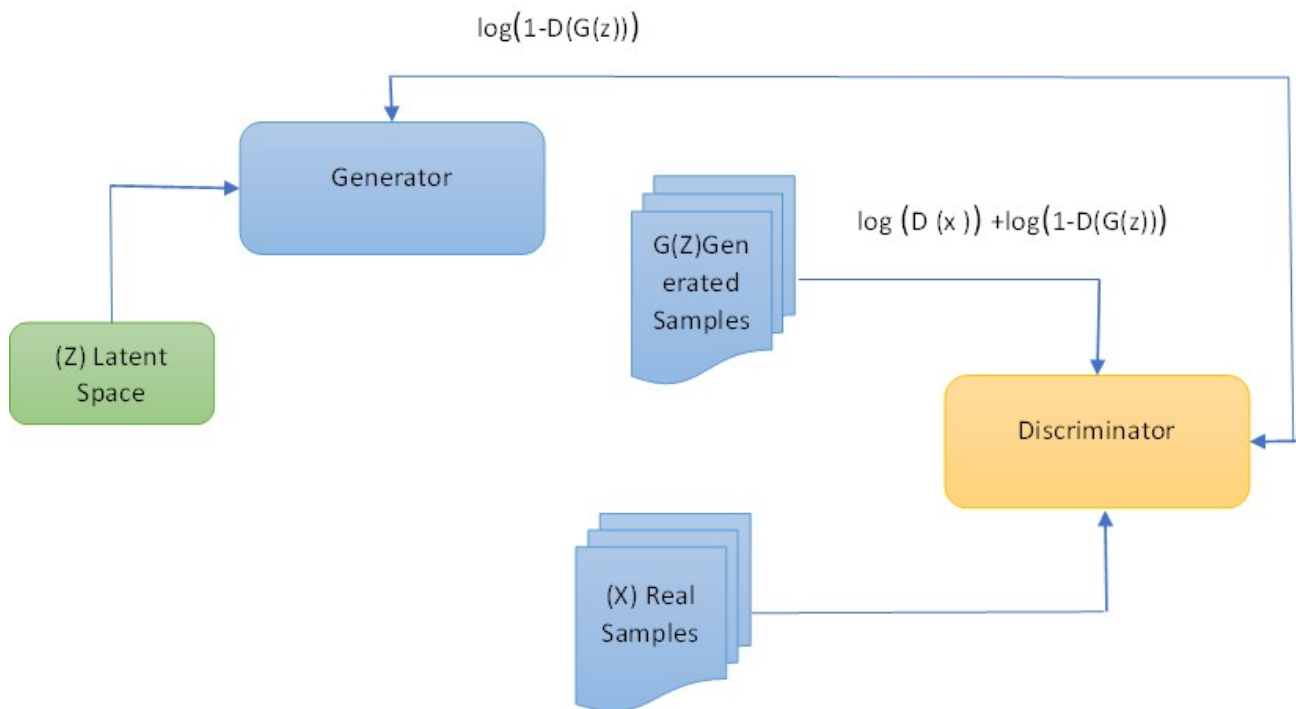 log(1-D(G(z)))
Generator
G(Z)Gen
erated
Samples
log (D (x )) +log(1-D(G(z)))
(Z) Latent
Space
Discriminator
(X) Real
Samples